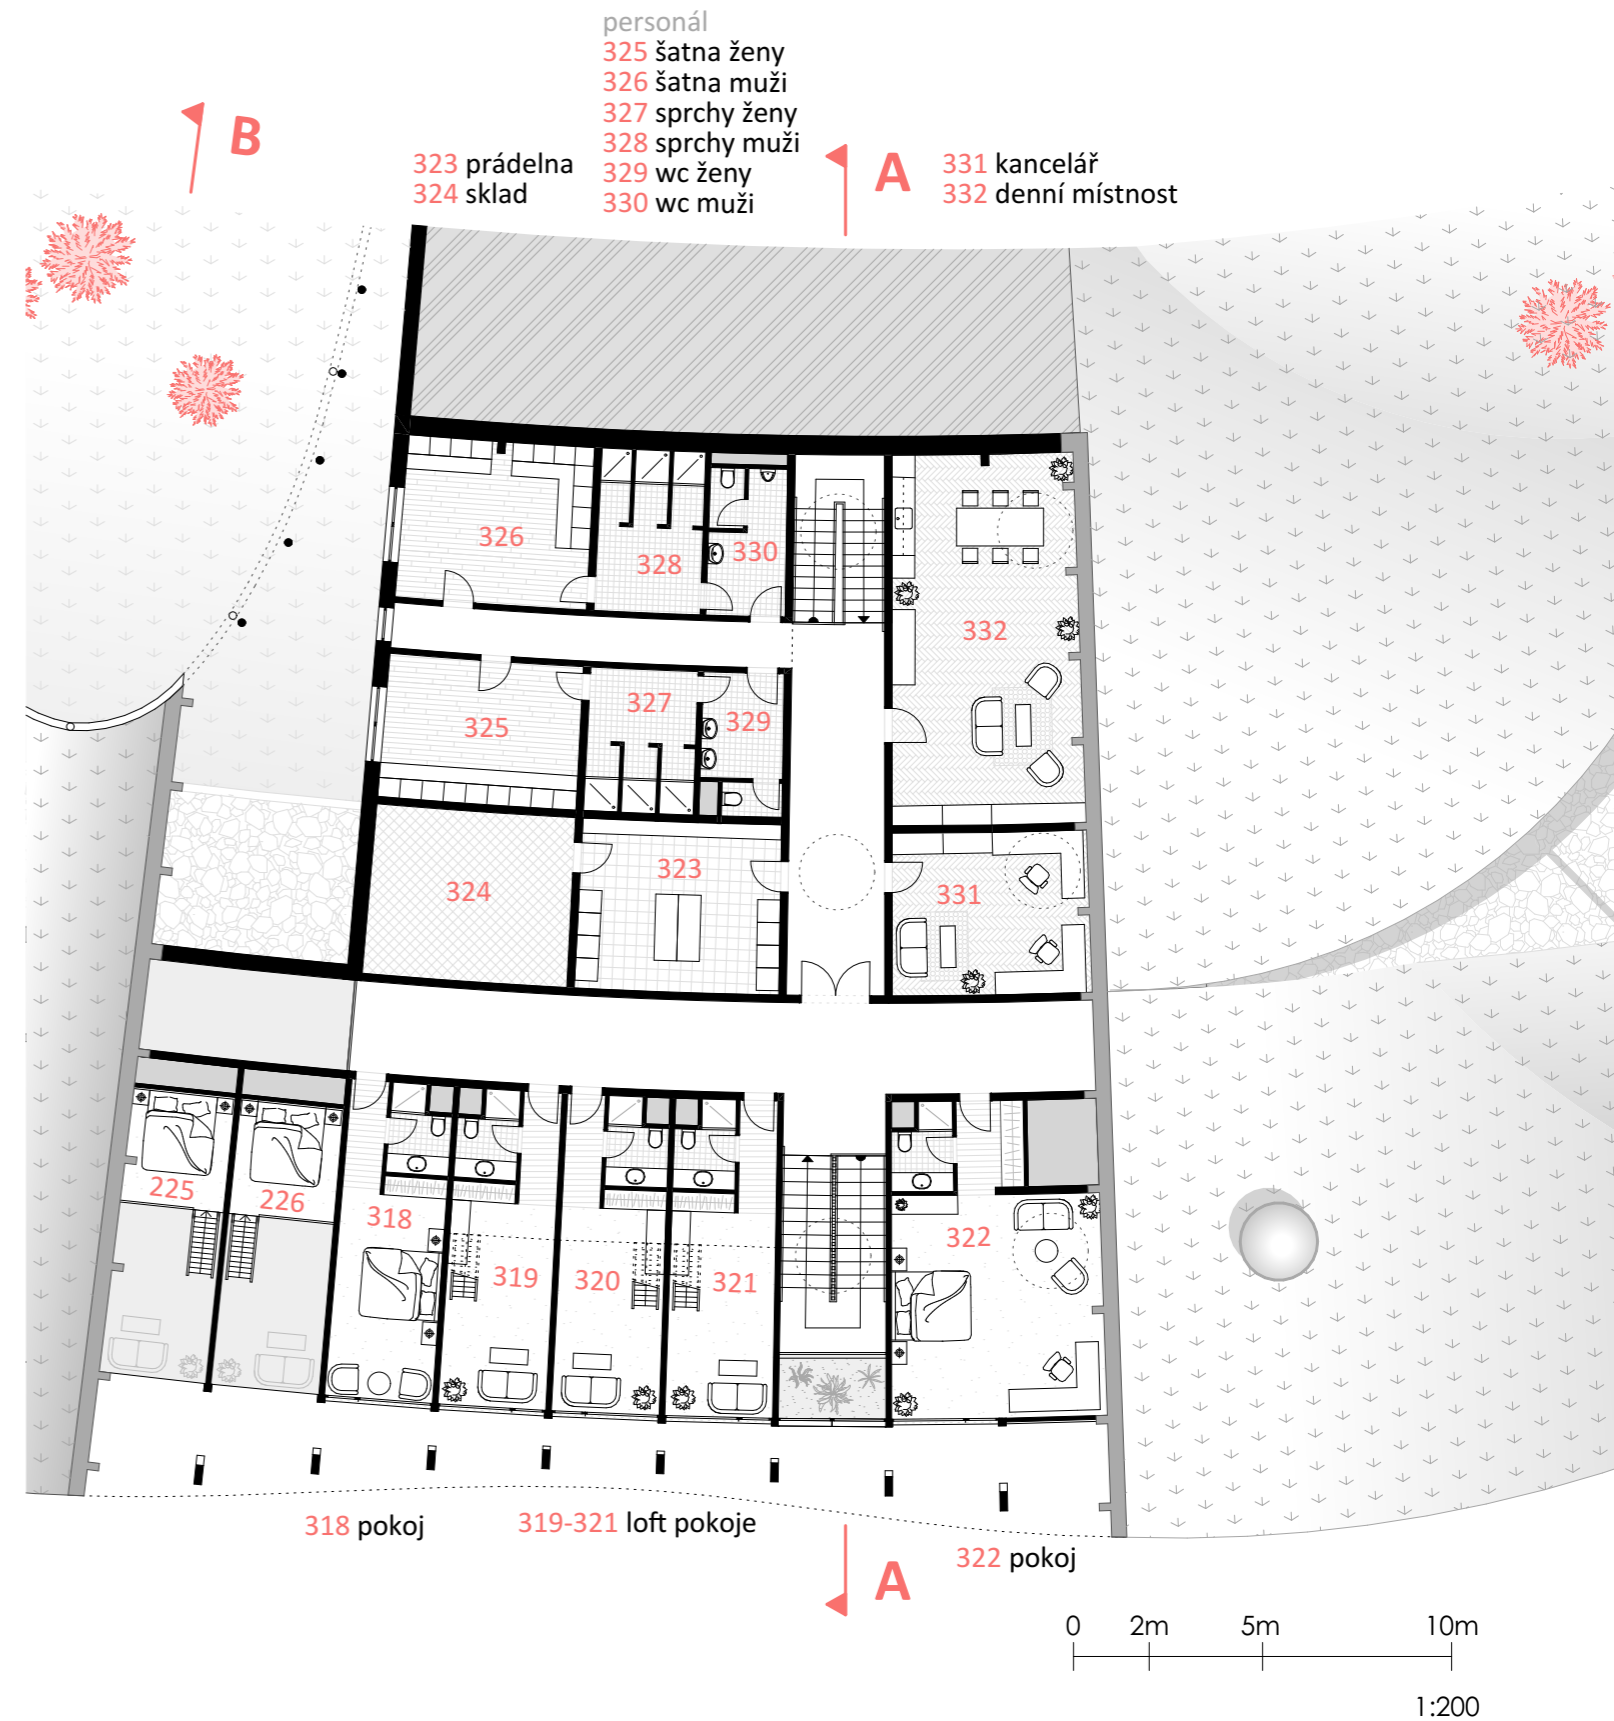 personál
325 šatna ženy
326 šatna muži
327 sprchy ženy
328 sprchy muži
329 wc ženy
330 wc muži
B
323 prádelna
324 sklad
A
331 kancelář
332 denní místnost
326
328
330
332
325
327
329
324
323
331
225
226
318
319
320
321
322
318 pokoj
319-321 loft pokoje
322 pokoj
A
0 2m 5m 10m
1:200